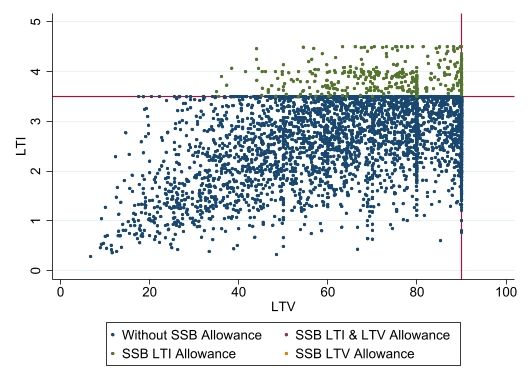 5
4
3
2
1
0
LTI
0 20 40 60 80 100
LTV
Without SSB Allowance SSB LTI & LTV Allowance
SSB LTI Allowance SSB LTV Allowance